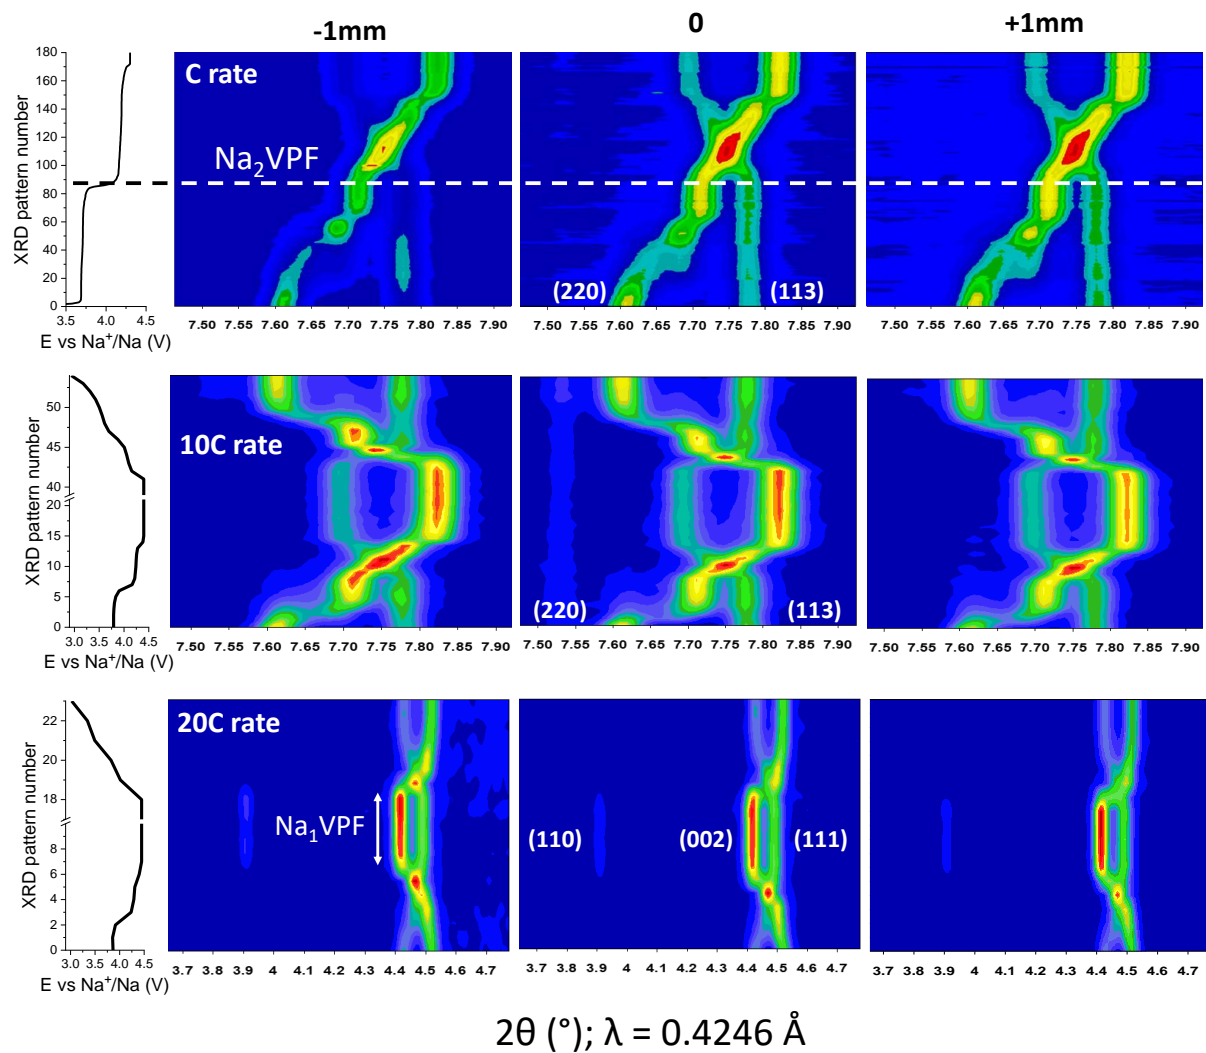 -1mm
0
+1mm
180
160
140
120
100
80
60
40
20
0
XRD pattern number
3.5 4.0 4.5
E vs Na⁺/Na (V)
C rate
Na₂VPF
(220)
(113)
7.50 7.55 7.60 7.65 7.70 7.75 7.80 7.85 7.90
7.50 7.55 7.60 7.65 7.70 7.75 7.80 7.85 7.90
7.50 7.55 7.60 7.65 7.70 7.75 7.80 7.85 7.90
50
45
40
20
15
10
5
0
XRD pattern number
3.0 3.5 4.0 4.5
E vs Na⁺/Na (V)
10C rate
(220)
(113)
7.50 7.55 7.60 7.65 7.70 7.75 7.80 7.85 7.90
7.50 7.55 7.60 7.65 7.70 7.75 7.80 7.85 7.90
7.50 7.55 7.60 7.65 7.70 7.75 7.80 7.85 7.90
22
20
18
8
6
4
2
0
XRD pattern number
3.0 3.5 4.0 4.5
E vs Na⁺/Na (V)
20C rate
Na₁VPF
(110)
(002)
(111)
3.7 3.8 3.9 4 4.1 4.2 4.3 4.4 4.5 4.6 4.7
3.7 3.8 3.9 4 4.1 4.2 4.3 4.4 4.5 4.6 4.7
3.7 3.8 3.9 4 4.1 4.2 4.3 4.4 4.5 4.6 4.7
2θ (°); λ = 0.4246 Å